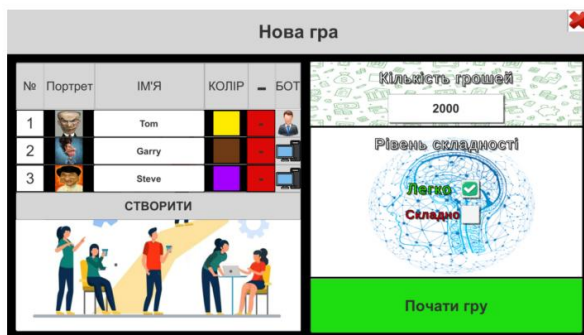 Нова гра
№ Портрет ІМ'Я КОЛІР - БОТ
1 Tom -
2 Garry -
3 Steve -
СТВОРИТИ
Кількість грошей
2000
Рівень складності
Легко
Складно
Почати гру